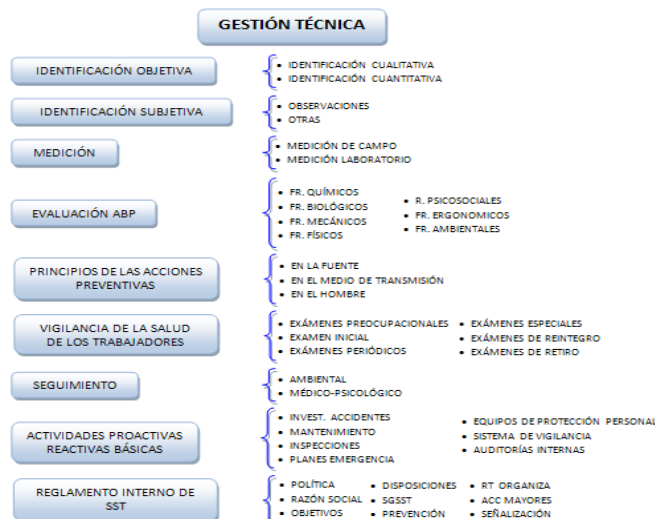 GESTIÓN TÉCNICA
IDENTIFICACIÓN OBJETIVA
• IDENTIFICACIÓN CUALITATIVA
• IDENTIFICACIÓN CUANTITATIVA
IDENTIFICACIÓN SUBJETIVA
• OBSERVACIONES
• OTRAS
MEDICIÓN
• MEDICIÓN DE CAMPO
• MEDICIÓN LABORATORIO
EVALUACIÓN ABP
• FR. QUÍMICOS
• FR. BIOLÓGICOS
• FR. MECÁNICOS
• FR. FÍSICOS
• R. PSICOSOCIALES
• FR. ERGONOMICOS
• FR. AMBIENTALES
PRINCIPIOS DE LAS ACCIONES
PREVENTIVAS
• EN LA FUENTE
• EN EL MEDIO DE TRANSMISIÓN
• EN EL HOMBRE
VIGILANCIA DE LA SALUD
DE LOS TRABAJADORES
• EXÁMENES PREOCUPACIONALES
• EXAMEN INICIAL
• EXÁMENES PERIÓDICOS
• EXÁMENES ESPECIALES
• EXÁMENES DE REINTEGRO
• EXÁMENES DE RETIRO
SEGUIMIENTO
• AMBIENTAL
• MÉDICO-PSICOLÓGICO
ACTIVIDADES PROACTIVAS
REACTIVAS BÁSICAS
• INVEST. ACCIDENTES
• MANTENIMIENTO
• INSPECCIONES
• PLANES EMERGENCIA
• EQUIPOS DE PROTECCIÓN PERSONAL
• SISTEMA DE VIGILANCIA
• AUDITORÍAS INTERNAS
REGLAMENTO INTERNO DE
SST
• POLÍTICA
• RAZÓN SOCIAL
• OBJETIVOS
• DISPOSICIONES
• SGSST
• PREVENCIÓN
• RT ORGANIZA
• ACC MAYORES
• SEÑALIZACIÓN